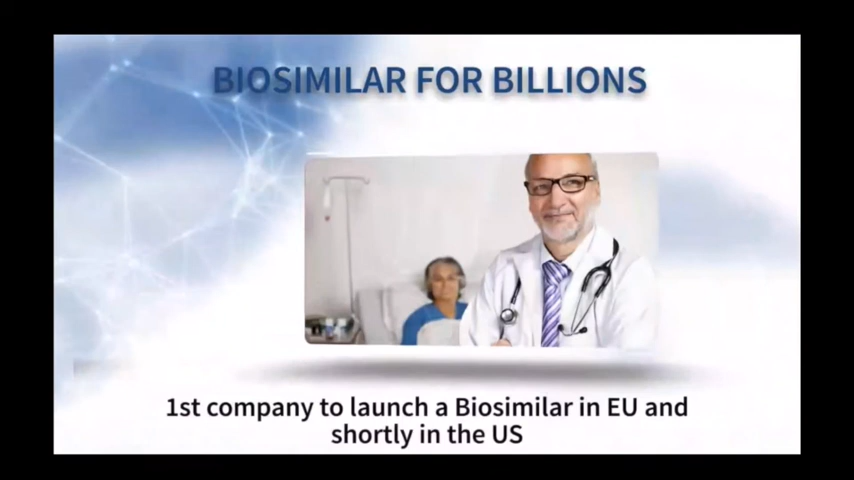 BIOSIMILAR FOR BILLIONS
1st company to launch a Biosimilar in EU and
shortly in the US